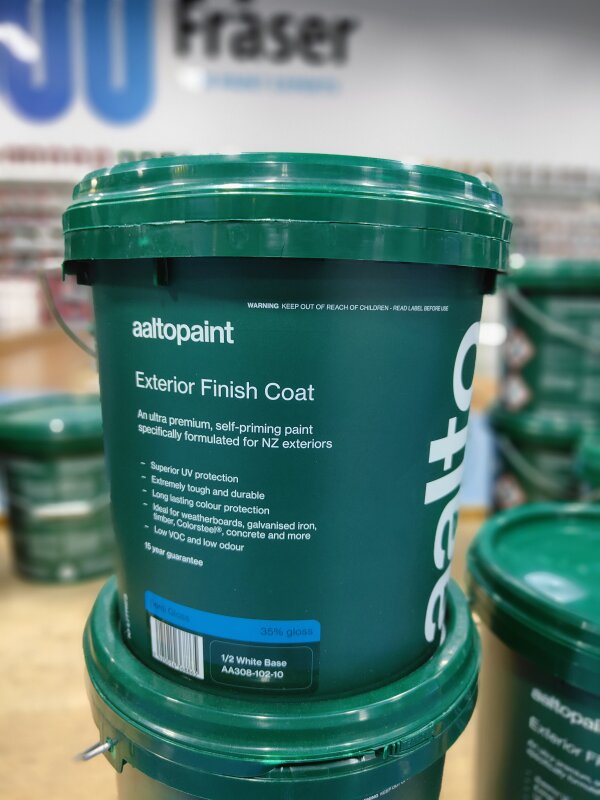 Fraser
WARNING KEEP OUT OF REACH OF CHILDREN - READ LABEL BEFORE USE
aaltopaint
Exterior Finish Coat
An ultra premium, self-priming paint
specifically formulated for NZ exteriors
– Superior UV protection
– Extremely tough and durable
– Long lasting colour protection
– Ideal for weatherboards, galvanised iron,
timber, Colorsteel®, concrete and more
– Low VOC and low odour
15 year guarantee
Semi Gloss
35% gloss
1/2 White Base
AA308-102-10
aalto
aaltopaint
Exterior